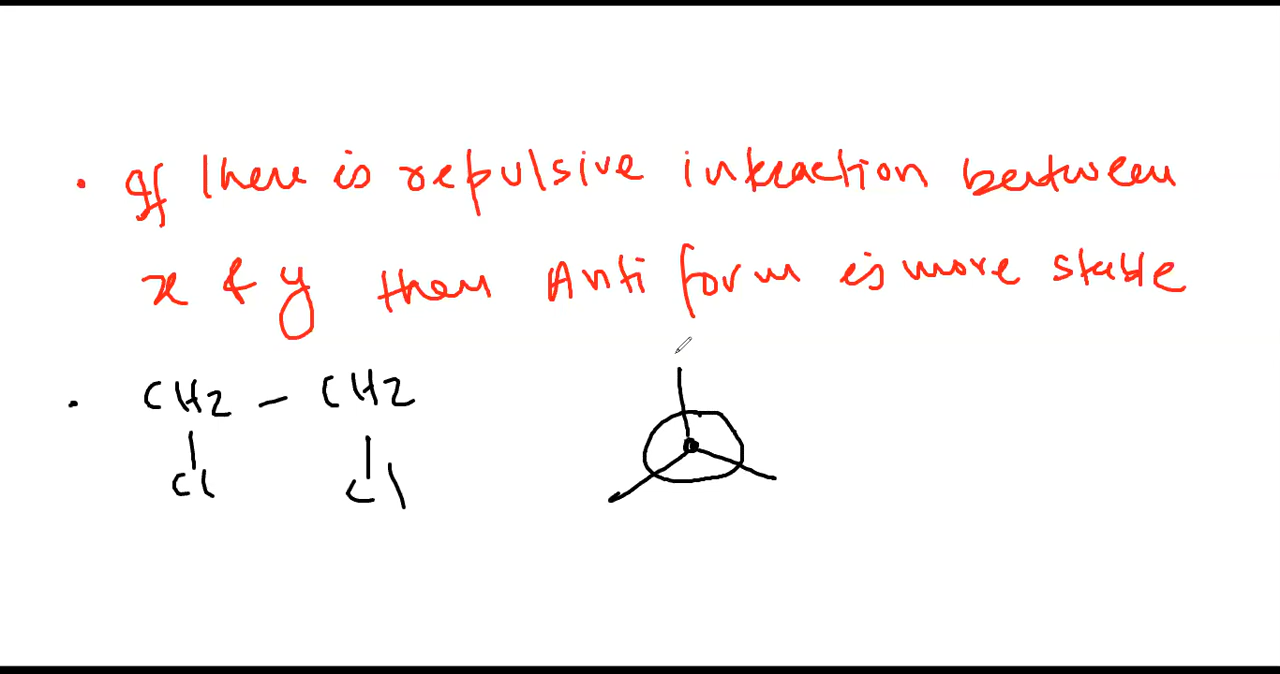 . If there is repulsive interaction between
x & y then Anti form is more stable
. CH2 - CH2
Cl Cl